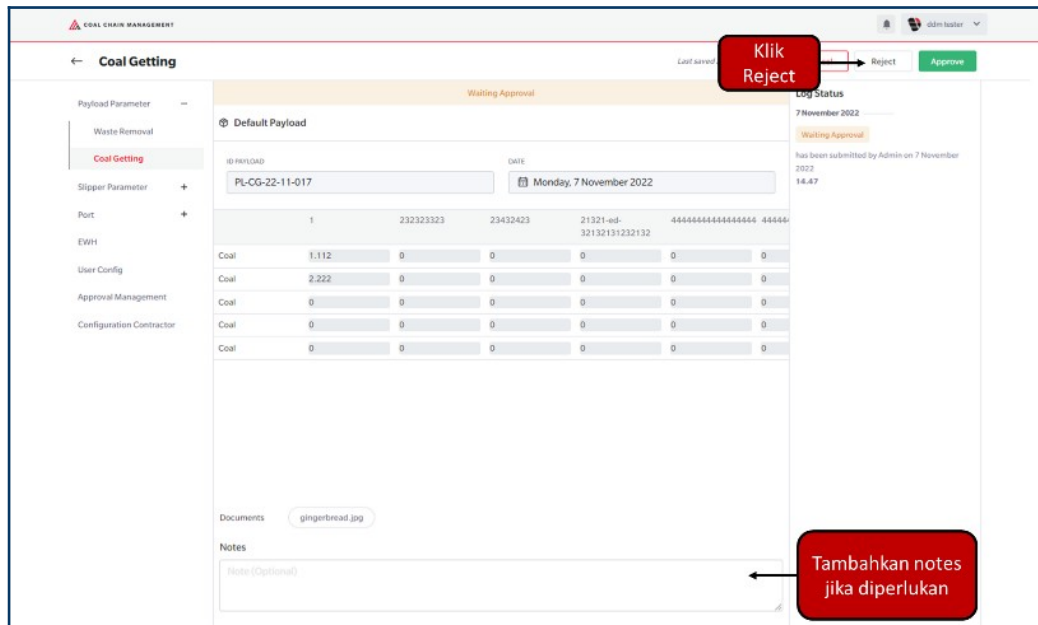 COAL CHAIN MANAGEMENT
ddm tester
← Coal Getting
Last saved
Klik
Reject
Reject
Approve
Payload Parameter −
Waste Removal
Coal Getting
Slipper Parameter +
Port +
EWH
User Config
Approval Management
Configuration Contractor
Waiting Approval
Default Payload
ID PAYLOAD DATE
PL-CG-22-11-017 Monday, 7 November 2022
1 232323323 23432423 21321-ed- 44444444444444444
32132131232132
Coal 1.112 0 0 0 0 0
Coal 2.222 0 0 0 0 0
Coal 0 0 0 0 0 0
Coal 0 0 0 0 0 0
Coal 0 0 0 0 0 0
Documents gingerbread.jpg
Notes
Note (Optional)
Log Status
7 November 2022
Waiting Approval
has been submitted by Admin on 7 November
2022
14.47
Tambahkan notes
jika diperlukan